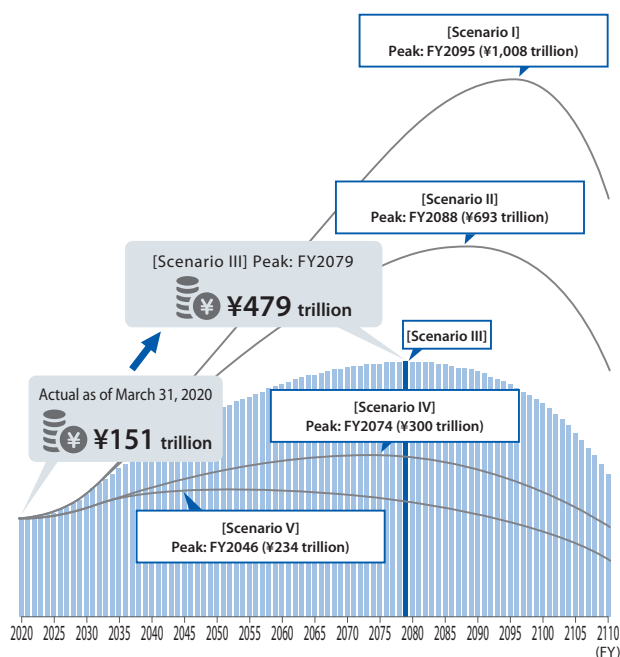 [Scenario I]
Peak: FY2095 (¥1,008 trillion)
[Scenario II]
Peak: FY2088 (¥693 trillion)
[Scenario III] Peak: FY2079
¥
¥479 trillion
[Scenario III]
Actual as of March 31, 2020
¥
¥151 trillion
[Scenario IV]
Peak: FY2074 (¥300 trillion)
[Scenario V]
Peak: FY2046 (¥234 trillion)
2020 2025 2030 2035 2040 2045 2050 2055 2060 2065 2070 2075 2080 2085 2090 2095 2100 2105 2110
(FY)